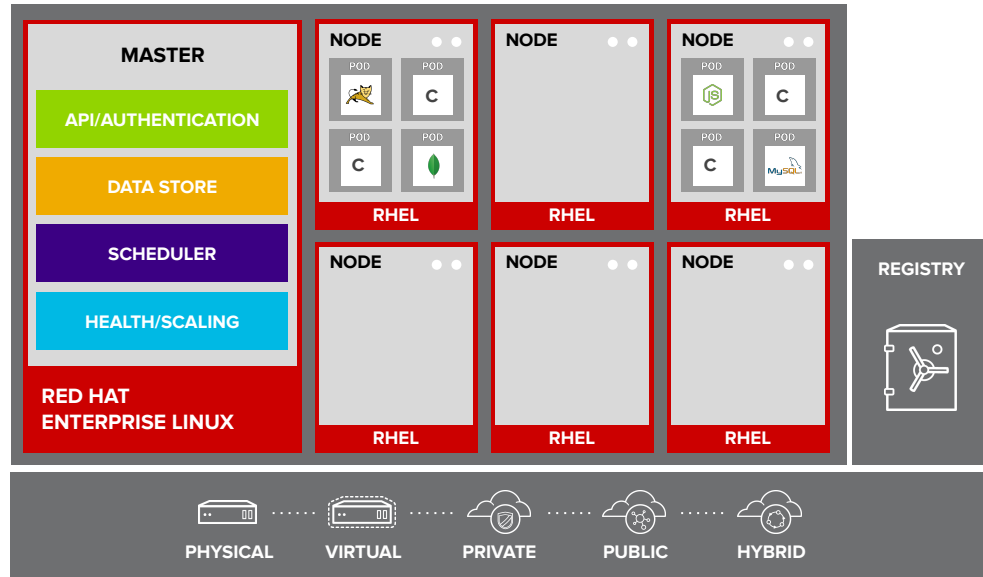 MASTER
API/AUTHENTICATION
DATA STORE
SCHEDULER
HEALTH/SCALING
RED HAT
ENTERPRISE LINUX
NODE
POD
POD
C
POD
POD
C
RHEL
NODE
RHEL
NODE
POD
POD
JS
C
POD
POD
C
MySQL
RHEL
NODE
RHEL
NODE
RHEL
NODE
RHEL
REGISTRY
PHYSICAL
VIRTUAL
PRIVATE
PUBLIC
HYBRID